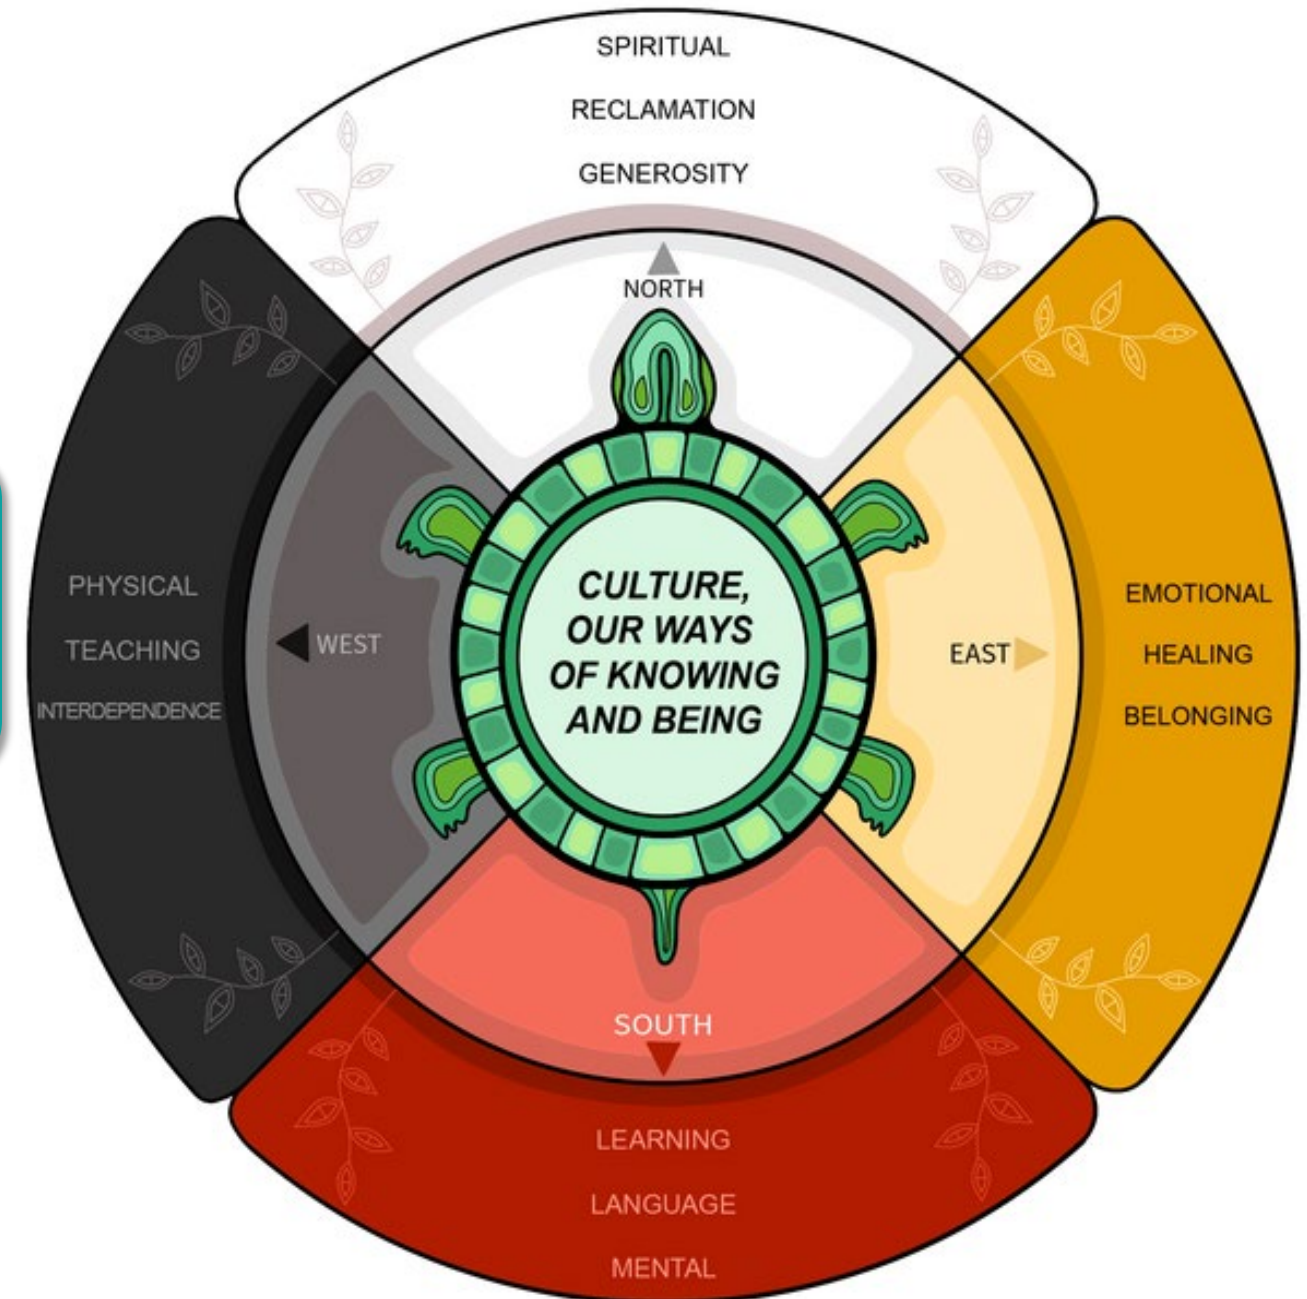 SPIRITUAL
RECLAMATION
GENEROSITY
NORTH
PHYSICAL
TEACHING
INTERDEPENDENCE
WEST
CULTURE,
OUR WAYS
OF KNOWING
AND BEING
EAST
EMOTIONAL
HEALING
BELONGING
SOUTH
LEARNING
LANGUAGE
MENTAL